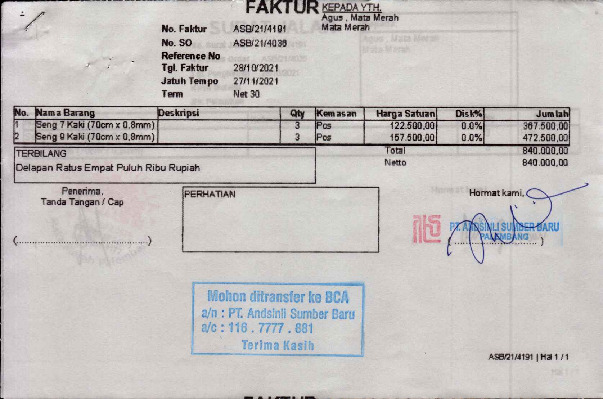 FAKTUR
KEPADA YTH.
Agus , Mata Merah
Mata Merah
No. Faktur ASB/21/4191
No. SO ASB/21/4036
Reference No
Tgl. Faktur 28/10/2021
Jatuh Tempo 27/11/2021
Term Net 30
No. Nama Barang Deskripsi Qty Kemasan Harga Satuan Disk% Jumlah
1 Seng 7 Kaki (70cm x 0,8mm) 3 Pcs 122.500,00 0.0% 367.500,00
2 Seng 9 Kaki (70cm x 0,8mm) 3 Pcs 157.500,00 0.0% 472.500,00
Total 840.000,00
Netto 840.000,00
TERBILANG
Delapan Ratus Empat Puluh Ribu Rupiah
Penerima,
Tanda Tangan / Cap
(..............................)
PERHATIAN
Hormat kami,
PT. ANDSINLI SUMBER BARU
PALEMBANG
(..............................)
Mohon ditransfer ke BCA
a/n : PT. Andsinli Sumber Baru
a/c : 116 . 7777 . 881
Terima Kasih
ASB/21/4191 | Hal 1 / 1